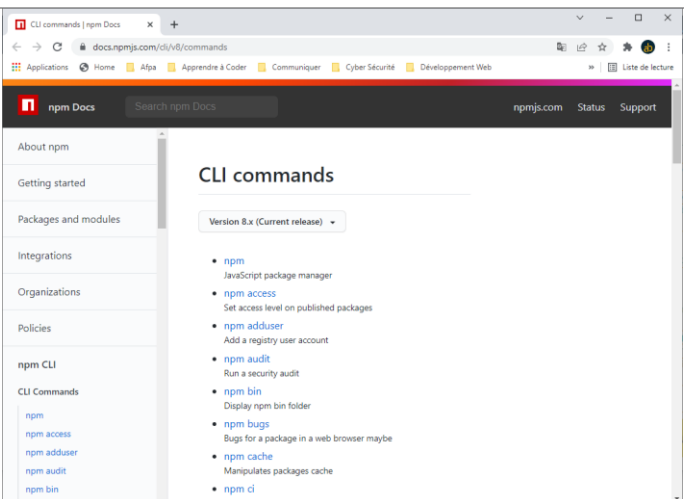 CLI commands | npm Docs
docs.npmjs.com/cli/v8/commands
Applications Home Afpa Apprendre à Coder Communiquer Cyber Sécurité Développement Web » Liste de lecture
npm Docs Search npm Docs npmjs.com Status Support
About npm
Getting started
Packages and modules
Integrations
Organizations
Policies
npm CLI
CLI Commands
npm
npm access
npm adduser
npm audit
npm bin
CLI commands
Version 8.x (Current release)
npm
JavaScript package manager
npm access
Set access level on published packages
npm adduser
Add a registry user account
npm audit
Run a security audit
npm bin
Display npm bin folder
npm bugs
Bugs for a package in a web browser maybe
npm cache
Manipulates packages cache
npm ci